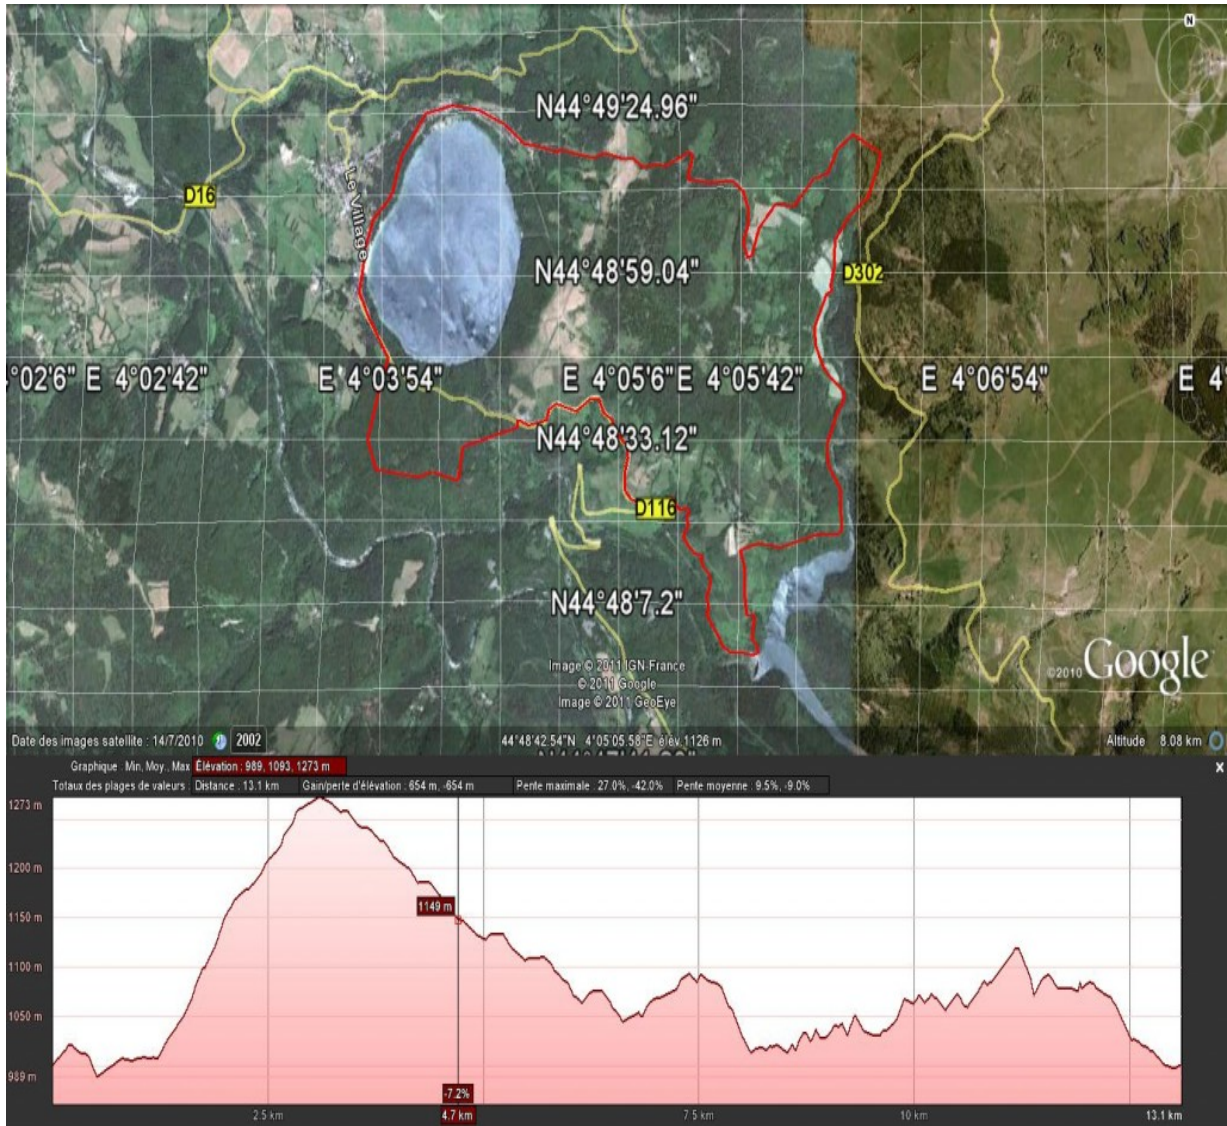 N
N44°49'24.96"
D16
Le Village
N44°48'59.04"
D302
°02'6" E 4°02'42" E 4°03'54" E 4°05'6" E 4°05'42" E 4°06'54" E 4°
N44°48'33.12"
D116
N44°48'7.2"
Image © 2011 IGN-France
© 2011 Google
Image © 2011 GeoEye
©2010 Google
Date des images satellite : 14/7/2010 2002 44°48'42.54"N 4°05'05.58"E élév. 1126 m Altitude 8.08 km
Graphique : Min, Moy., Max Élévation : 989, 1093, 1273 m x
Totaux des plages de valeurs : Distance : 13.1 km Gain/perte d'élévation : 654 m, -654 m Pente maximale : 27.0%, -42.0% Pente moyenne : 9.5%, -9.0%
1273 m
1200 m
1149 m
1150 m
1100 m
1050 m
989 m
-7.2%
2.5 km 4.7 km 7.5 km 10 km 13.1 km